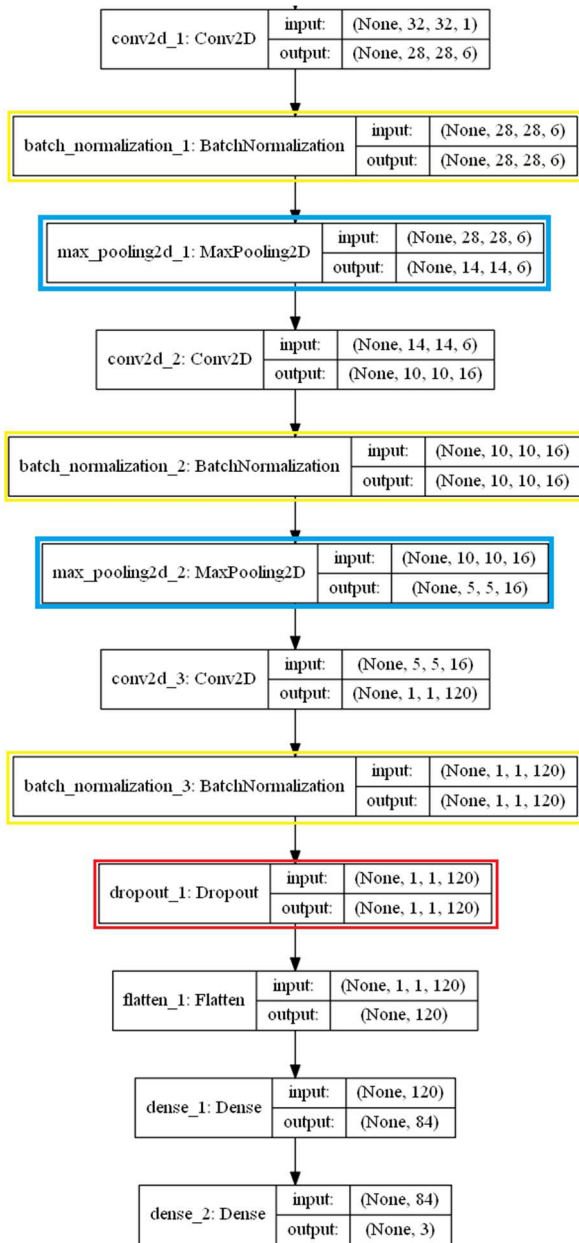 conv2d_1: Conv2D
input: (None, 32, 32, 1)
output: (None, 28, 28, 6)
batch_normalization_1: BatchNormalization
input: (None, 28, 28, 6)
output: (None, 28, 28, 6)
max_pooling2d_1: MaxPooling2D
input: (None, 28, 28, 6)
output: (None, 14, 14, 6)
conv2d_2: Conv2D
input: (None, 14, 14, 6)
output: (None, 10, 10, 16)
batch_normalization_2: BatchNormalization
input: (None, 10, 10, 16)
output: (None, 10, 10, 16)
max_pooling2d_2: MaxPooling2D
input: (None, 10, 10, 16)
output: (None, 5, 5, 16)
conv2d_3: Conv2D
input: (None, 5, 5, 16)
output: (None, 1, 1, 120)
batch_normalization_3: BatchNormalization
input: (None, 1, 1, 120)
output: (None, 1, 1, 120)
dropout_1: Dropout
input: (None, 1, 1, 120)
output: (None, 1, 1, 120)
flatten_1: Flatten
input: (None, 1, 1, 120)
output: (None, 120)
dense_1: Dense
input: (None, 120)
output: (None, 84)
dense_2: Dense
input: (None, 84)
output: (None, 3)